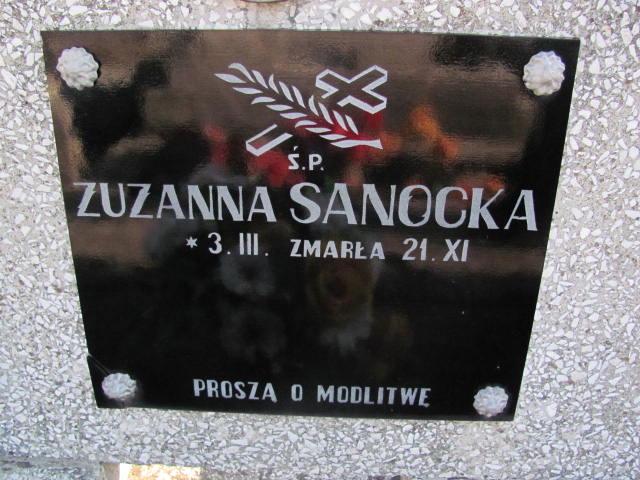 Ś.P.
ZUZANNA SANOCKA
* 3. III. ZMARŁA 21. XI
PROSZĄ O MODLITWĘ